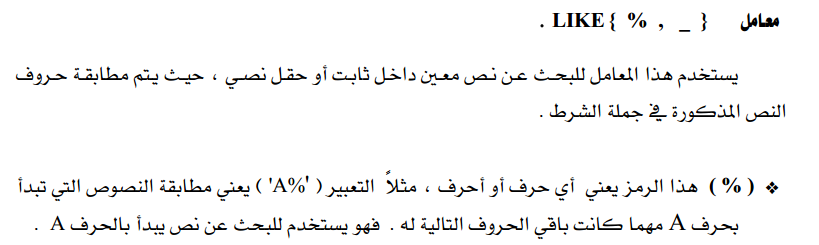 معامل LIKE{ % , _ } .
يستخدم هذا المعامل للبحث عن نص معين داخل ثابت أو حقل نصي ، حيث يتم مطابقة حروف
النص المذكورة في جملة الشرط .
❖ ( % ) هذا الرمز يعني أي حرف أو أحرف ، مثلاً التعبير ( 'A%' ) يعني مطابقة النصوص التي تبدأ
بحرف A مهما كانت باقي الحروف التالية له . فهو يستخدم للبحث عن نص يبدأ بالحرف A .